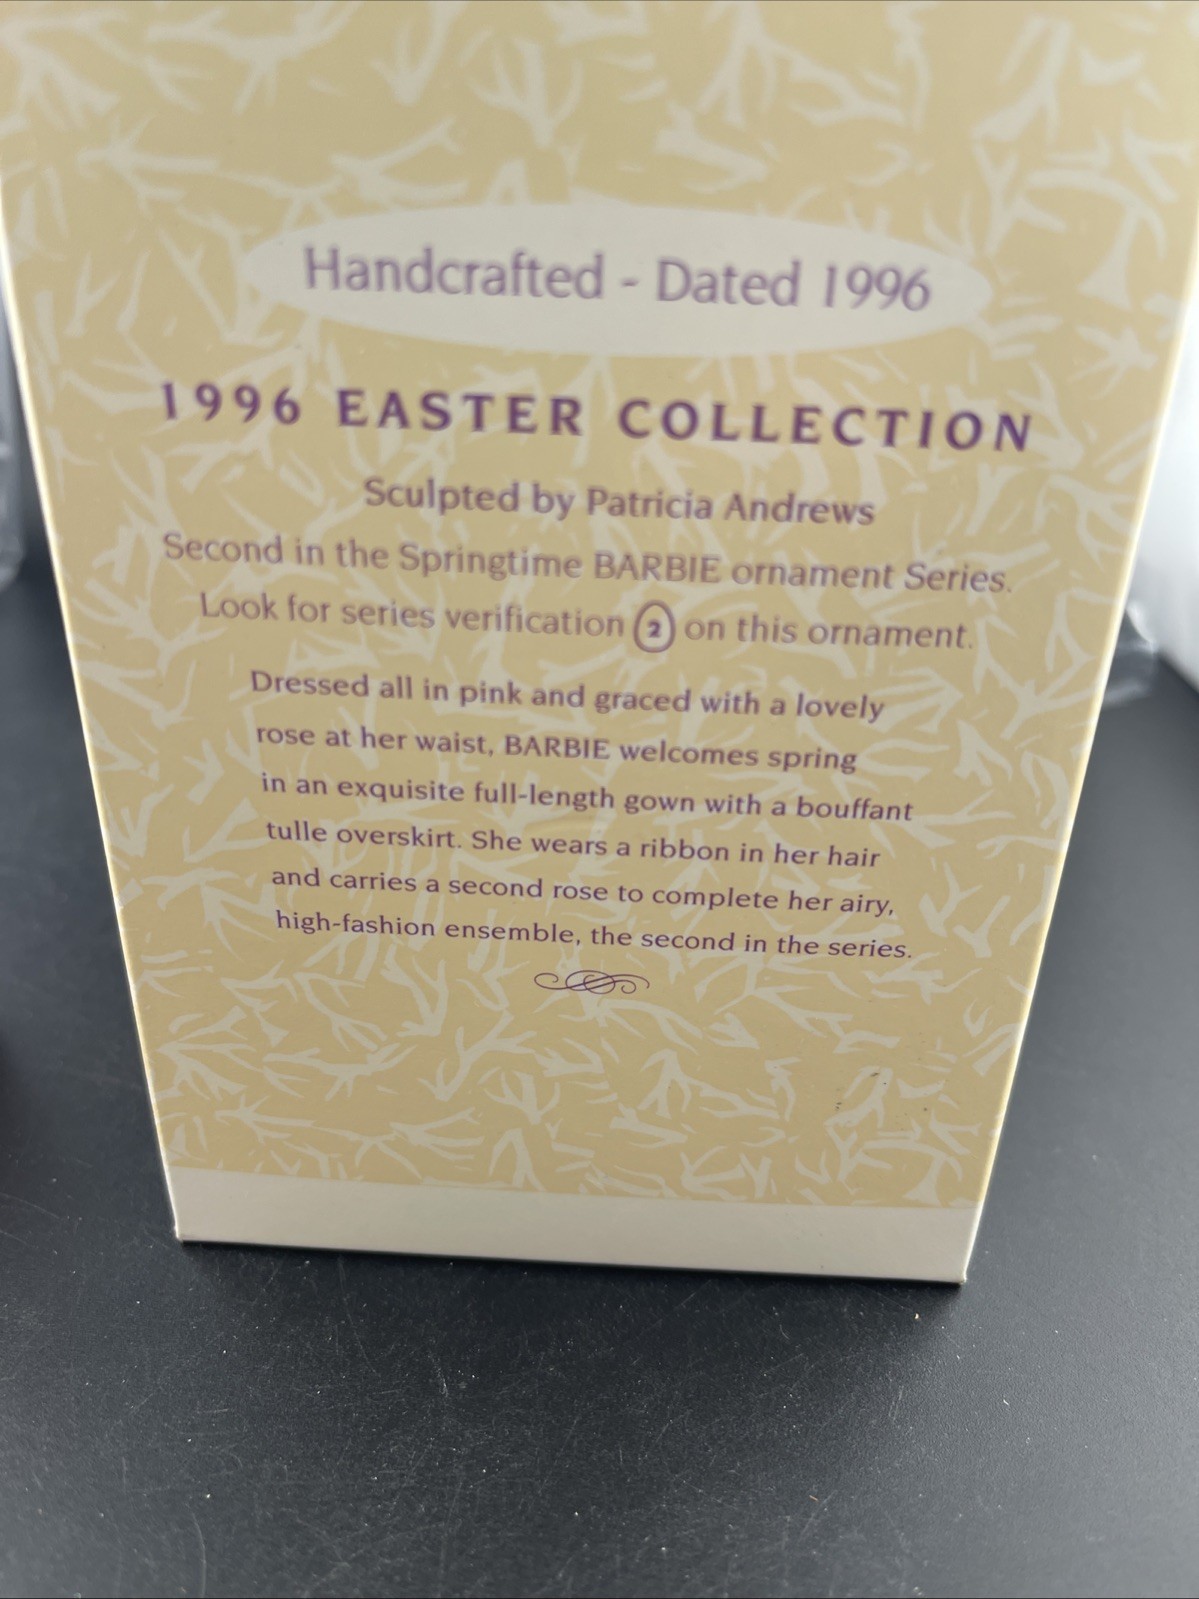 Handcrafted - Dated 1996
1996 EASTER COLLECTION
Sculpted by Patricia Andrews
Second in the Springtime BARBIE ornament Series.
Look for series verification 2 on this ornament.
Dressed all in pink and graced with a lovely
rose at her waist, BARBIE welcomes spring
in an exquisite full-length gown with a bouffant
tulle overskirt. She wears a ribbon in her hair
and carries a second rose to complete her airy,
high-fashion ensemble, the second in the series.